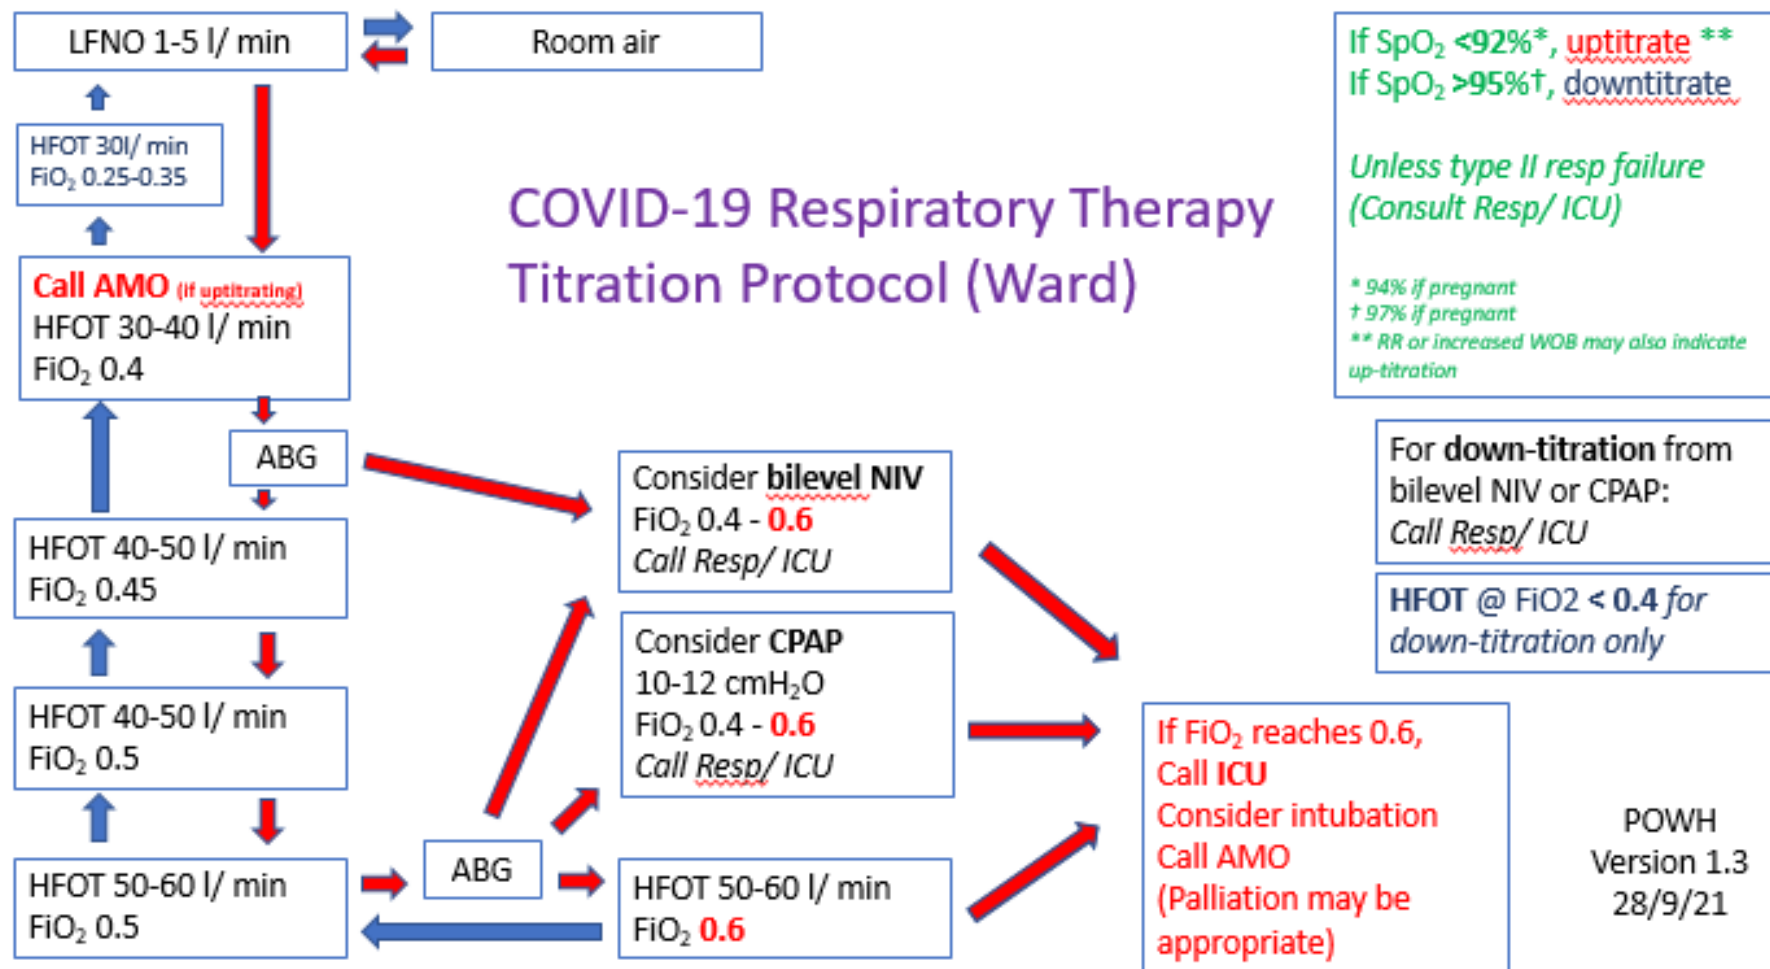 LFNO 1-5 l/ min
Room air
HFOT 30l/ min
FiO₂ 0.25-0.35
Call AMO (if uptitrating)
HFOT 30-40 l/ min
FiO₂ 0.4
ABG
HFOT 40-50 l/ min
FiO₂ 0.45
HFOT 40-50 l/ min
FiO₂ 0.5
HFOT 50-60 l/ min
FiO₂ 0.5
COVID-19 Respiratory Therapy
Titration Protocol (Ward)
Consider bilevel NIV
FiO₂ 0.4 - 0.6
Call Resp/ ICU
Consider CPAP
10-12 cmH₂O
FiO₂ 0.4 - 0.6
Call Resp/ ICU
ABG
HFOT 50-60 l/ min
FiO₂ 0.6
If SpO₂ <92%*, uptitrate **
If SpO₂ >95%†, downtitrate
Unless type II resp failure
(Consult Resp/ ICU)
* 94% if pregnant
† 97% if pregnant
** RR or increased WOB may also indicate
up-titration
For down-titration from
bilevel NIV or CPAP:
Call Resp/ ICU
HFOT @ FiO2 < 0.4 for
down-titration only
If FiO₂ reaches 0.6,
Call ICU
Consider intubation
Call AMO
(Palliation may be
appropriate)
POWH
Version 1.3
28/9/21